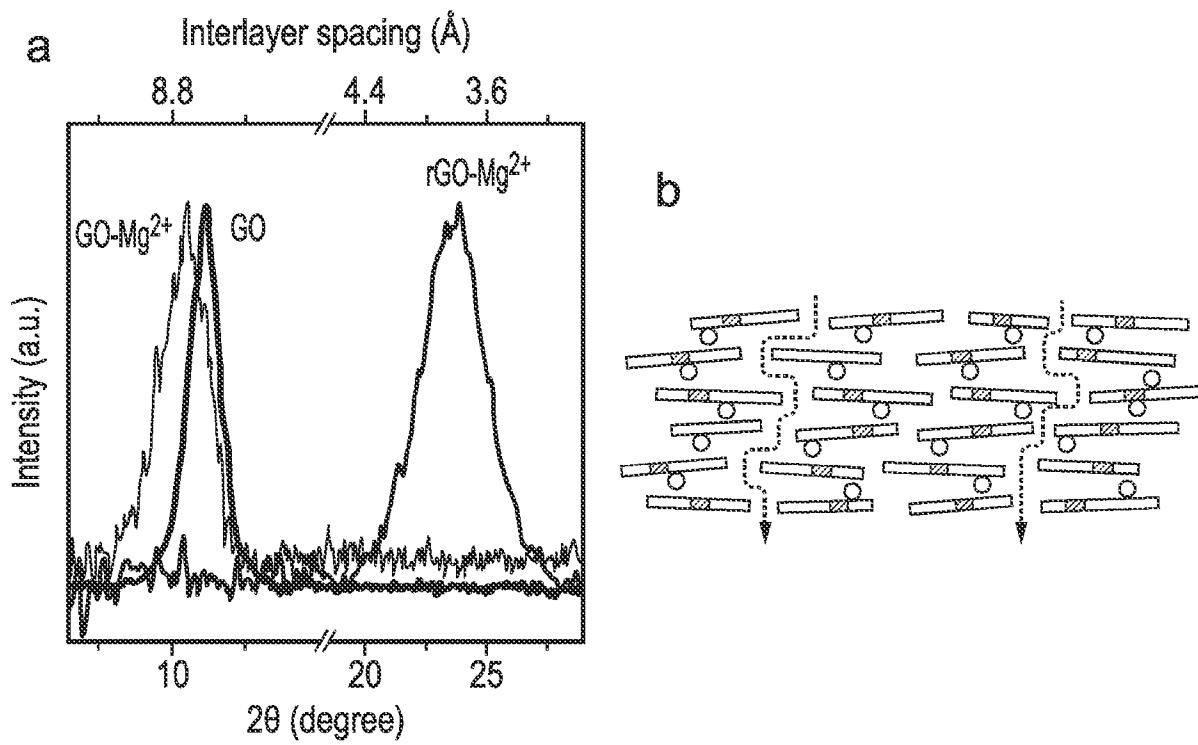 a
Interlayer spacing (Å)
8.8 4.4 3.6
rGO-Mg²⁺
GO-Mg²⁺ GO
Intensity (a.u.)
10 20 25
2θ (degree)
b